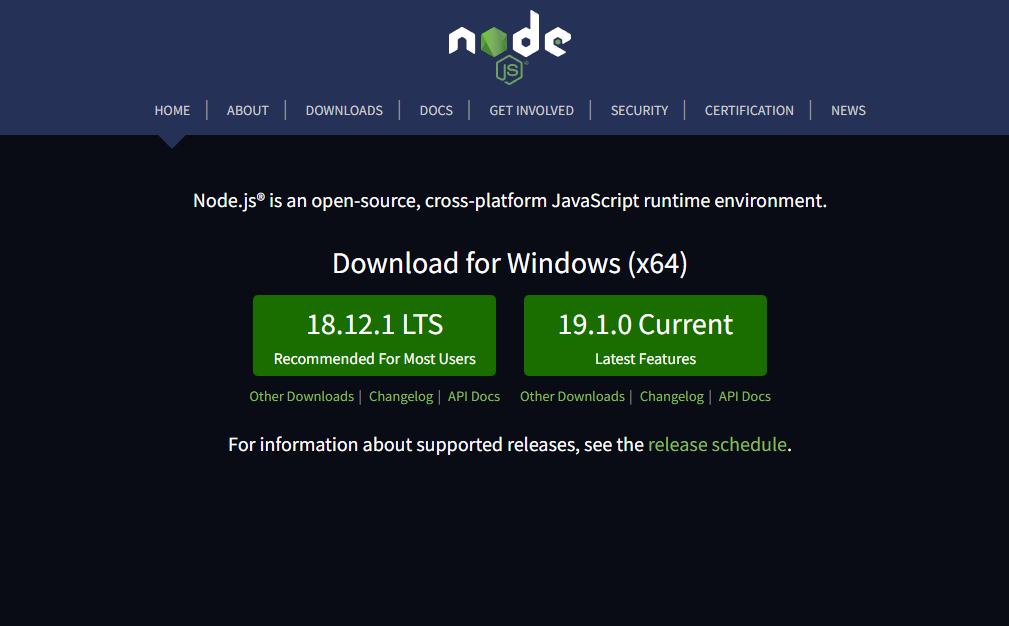 node
JS
HOME | ABOUT | DOWNLOADS | DOCS | GET INVOLVED | SECURITY | CERTIFICATION | NEWS
Node.js® is an open-source, cross-platform JavaScript runtime environment.
Download for Windows (x64)
18.12.1 LTS
Recommended For Most Users
19.1.0 Current
Latest Features
Other Downloads | Changelog | API Docs
Other Downloads | Changelog | API Docs
For information about supported releases, see the release schedule.